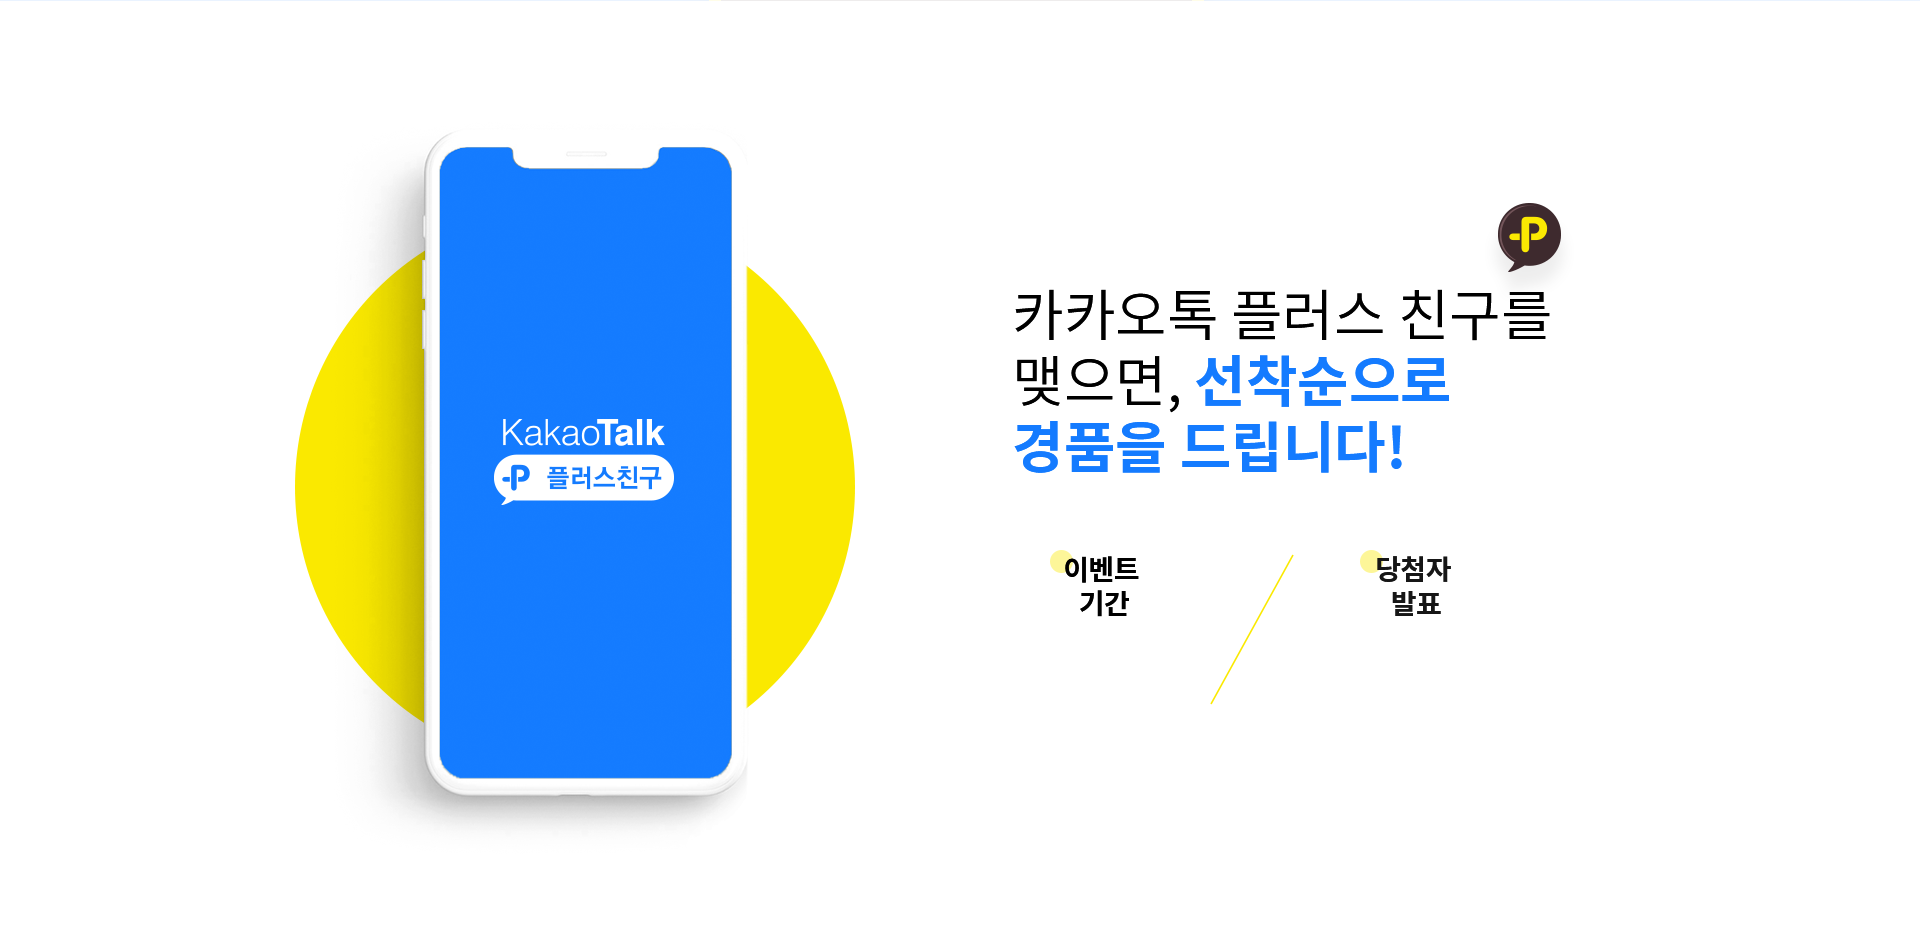 KakaoTalk
플러스친구
카카오톡 플러스 친구를
맺으면, 선착순으로
경품을 드립니다!
이벤트
기간
당첨자
발표